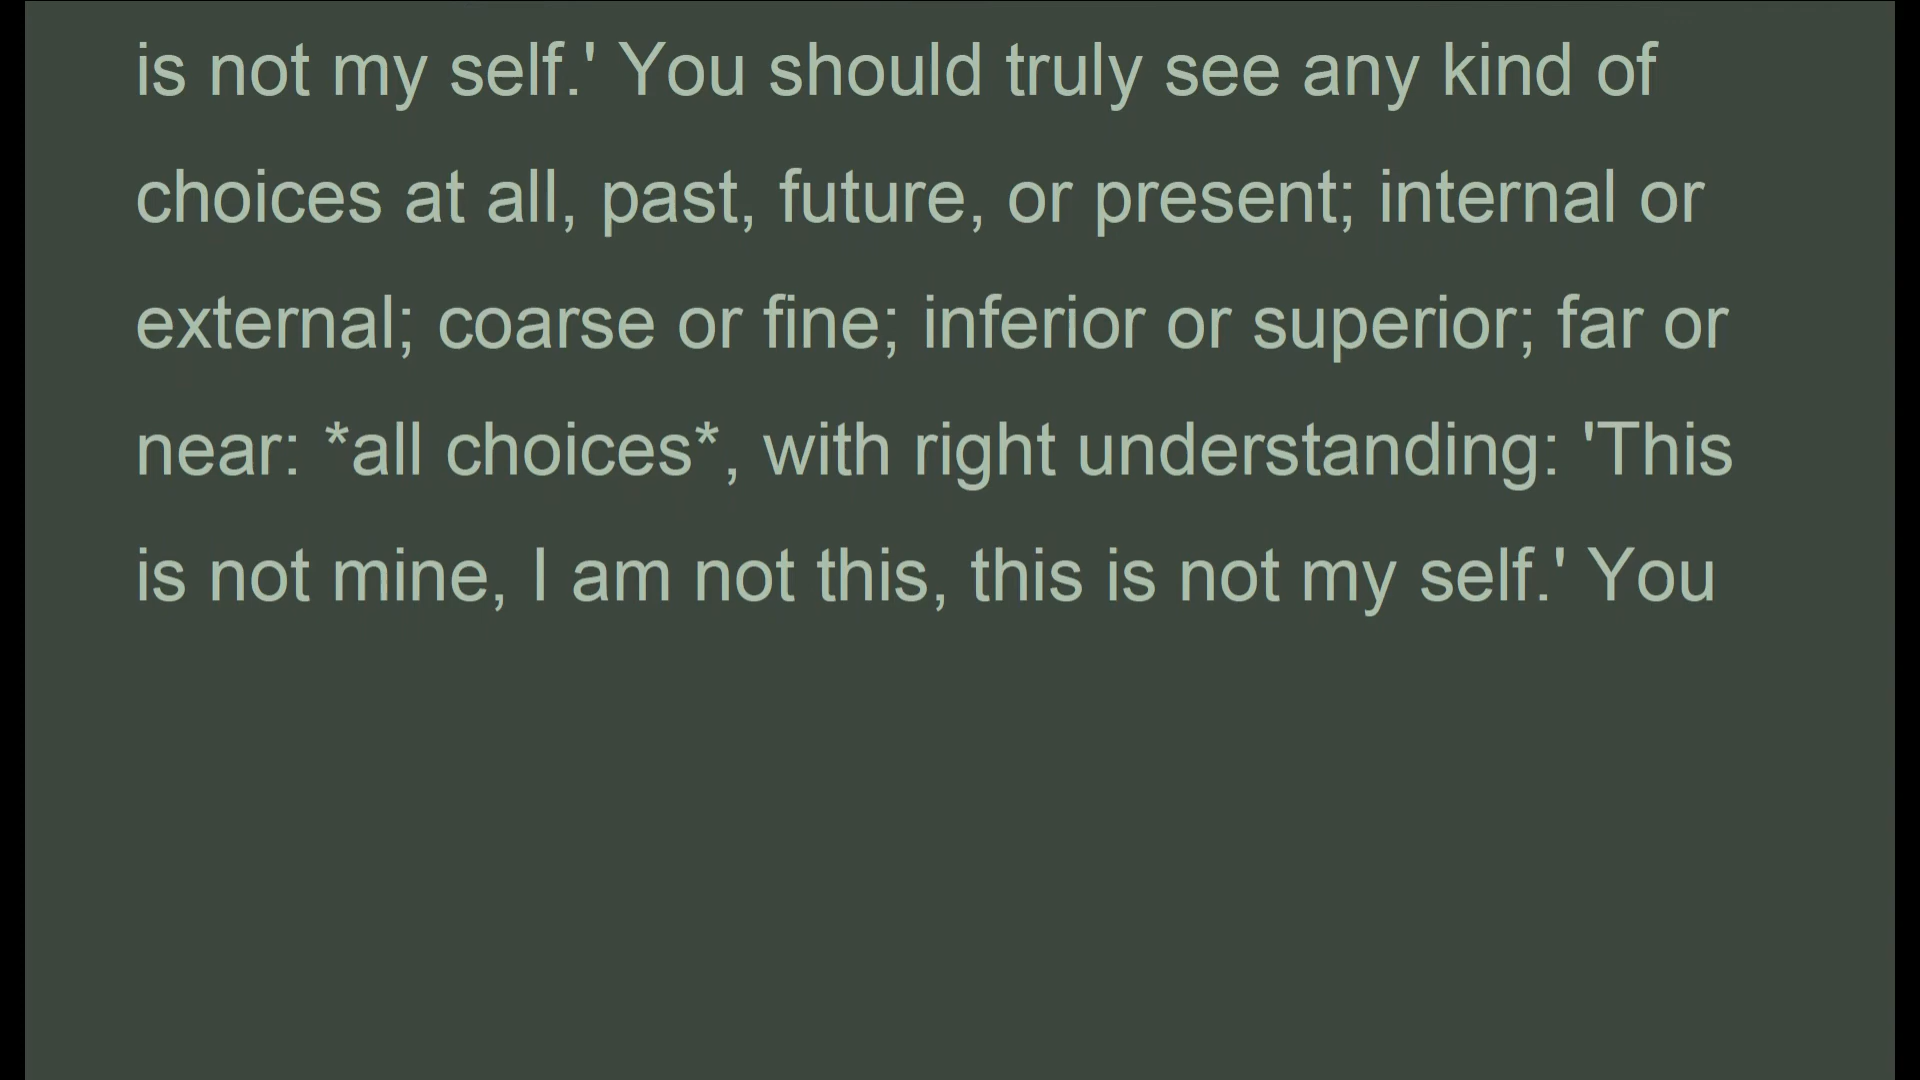 is not my self.' You should truly see any kind of
choices at all, past, future, or present; internal or
external; coarse or fine; inferior or superior; far or
near: *all choices*, with right understanding: 'This
is not mine, I am not this, this is not my self.' You